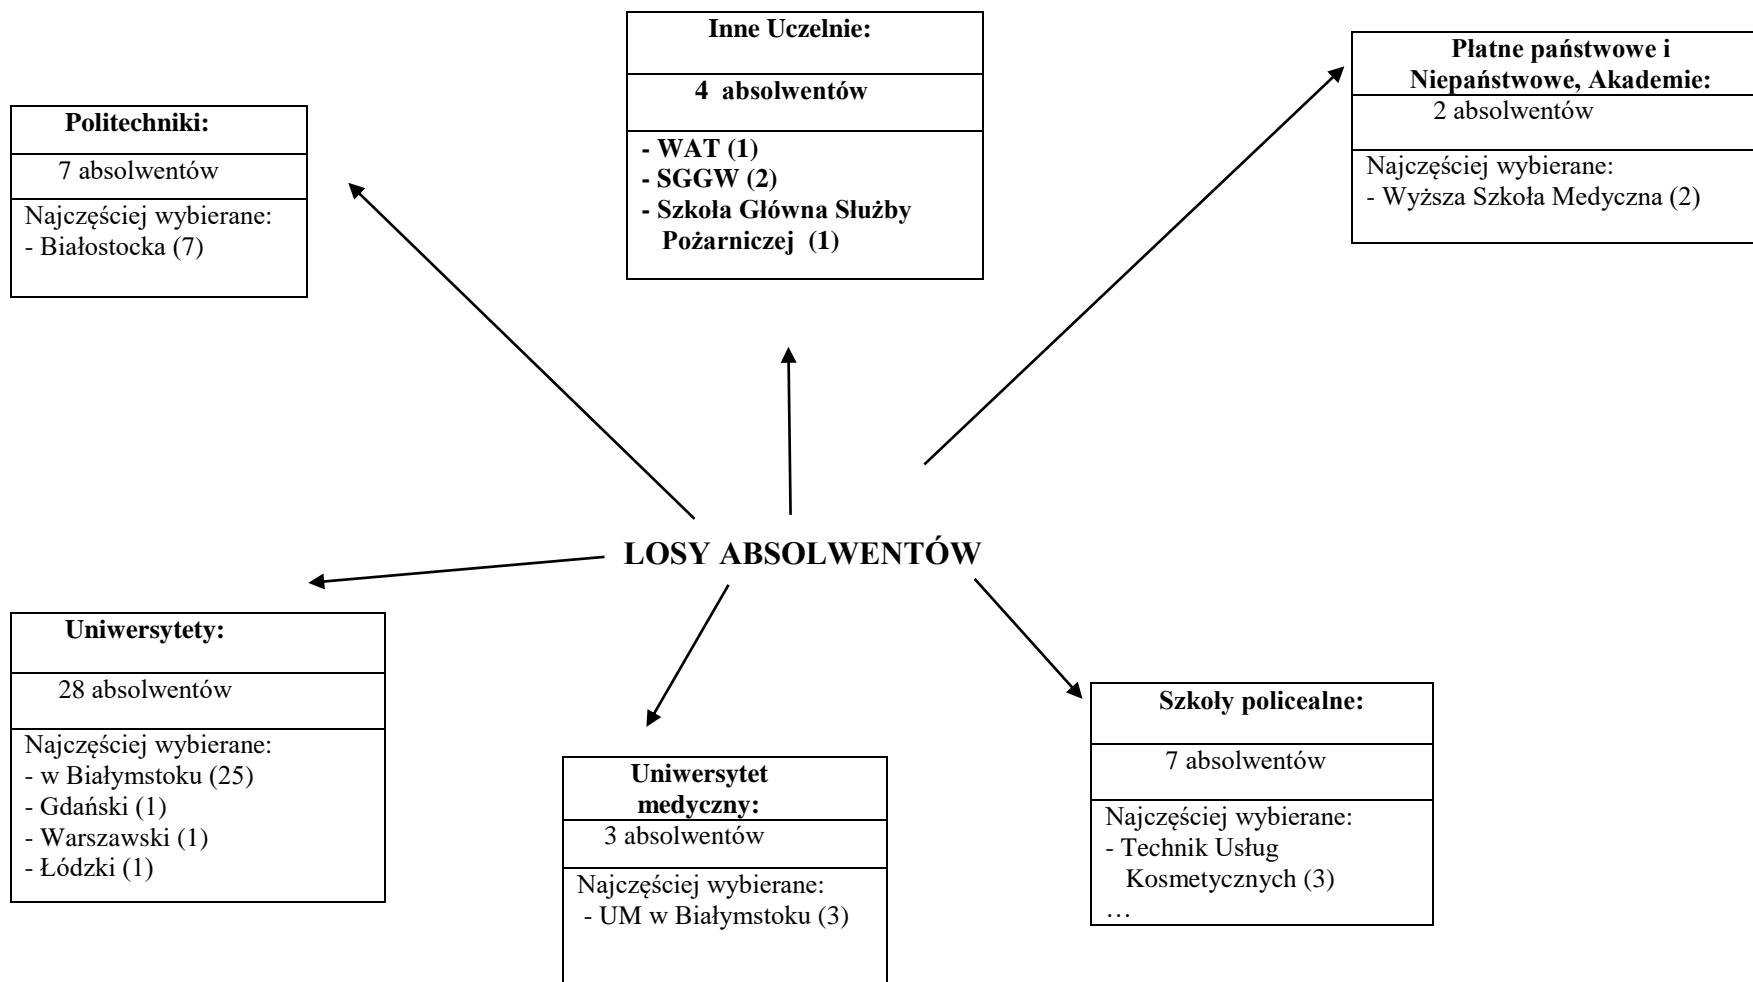 Inne Uczelnie:
4 absolwentów
- WAT (1)
- SGGW (2)
- Szkoła Główna Służby
Pożarniczej (1)
Płatne państwowe i
Niepaństwowe, Akademie:
2 absolwentów
Najczęściej wybierane:
- Wyższa Szkoła Medyczna (2)
Politechniki:
7 absolwentów
Najczęściej wybierane:
- Białostocka (7)
LOSY ABSOLWENTÓW
Uniwersytety:
28 absolwentów
Najczęściej wybierane:
- w Białymstoku (25)
- Gdański (1)
- Warszawski (1)
- Łódzki (1)
Uniwersytet
medyczny:
3 absolwentów
Najczęściej wybierane:
- UM w Białymstoku (3)
Szkoły policealne:
7 absolwentów
Najczęściej wybierane:
- Technik Usług
Kosmetycznych (3)
…